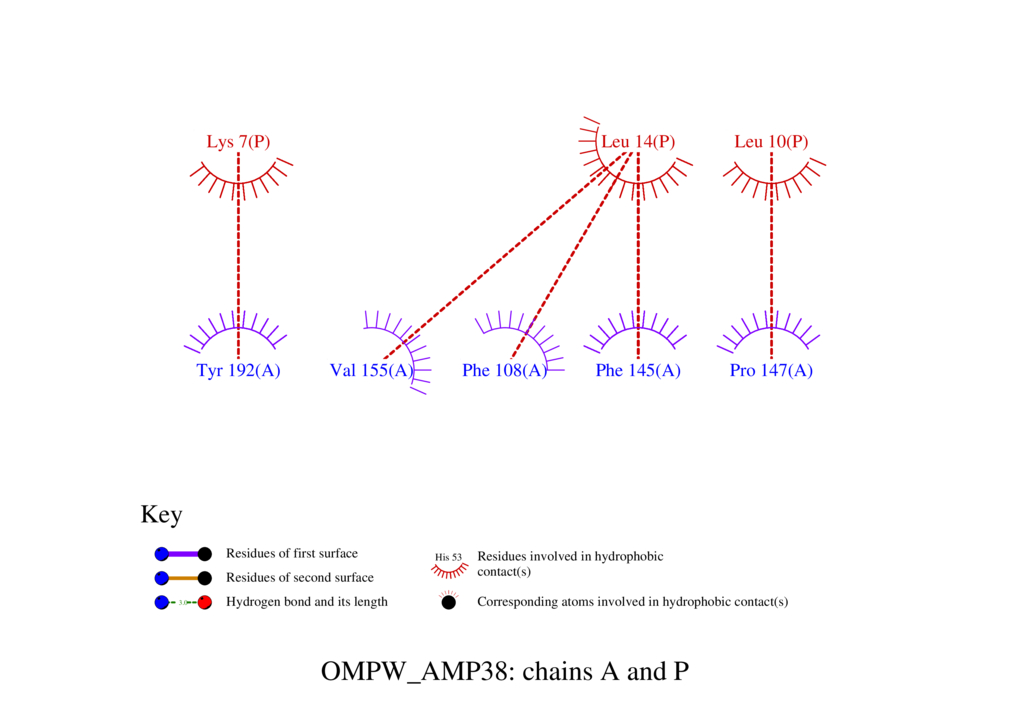 Lys 7(P)
Leu 14(P)
Leu 10(P)
Tyr 192(A)
Val 155(A)
Phe 108(A)
Phe 145(A)
Pro 147(A)
Key
Residues of first surface
Residues of second surface
3.0
Hydrogen bond and its length
His 53
Residues involved in hydrophobic
contact(s)
Corresponding atoms involved in hydrophobic contact(s)
OMPW_AMP38: chains A and P